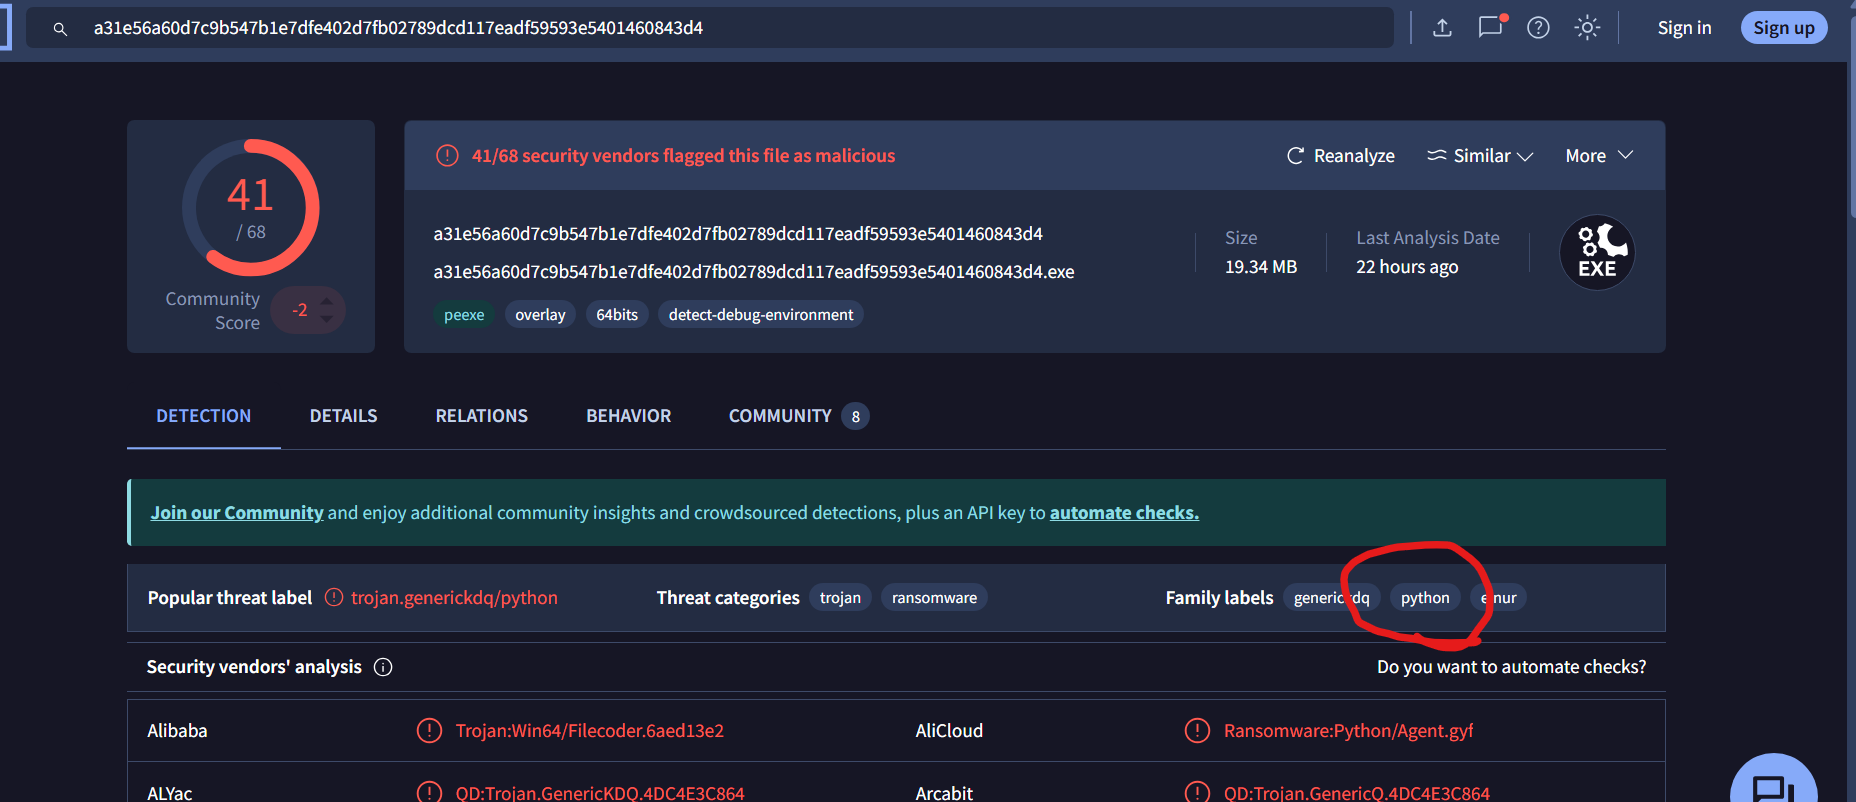 a31e56a60d7c9b547b1e7dfe402d7fb02789dcd117eadf59593e5401460843d4 Sign in Sign up
41/68 security vendors flagged this file as malicious Reanalyze Similar More
41
/ 68
Community Score -2
a31e56a60d7c9b547b1e7dfe402d7fb02789dcd117eadf59593e5401460843d4
a31e56a60d7c9b547b1e7dfe402d7fb02789dcd117eadf59593e5401460843d4.exe
peexe overlay 64bits detect-debug-environment
Size
19.34 MB
Last Analysis Date
22 hours ago
EXE
DETECTION DETAILS RELATIONS BEHAVIOR COMMUNITY 8
Join our Community and enjoy additional community insights and crowdsourced detections, plus an API key to automate checks.
Popular threat label trojan.generickdq/python Threat categories trojan ransomware Family labels generickdq python
Security vendors' analysis Do you want to automate checks?
Alibaba Trojan:Win64/Filecoder.6aed13e2 AliCloud Ransomware:Python/Agent.gyf
ALYac QD:Trojan.GenericKDQ.4DC4E3C864 Arcabit QD:Trojan.GenericQ.4DC4E3C864